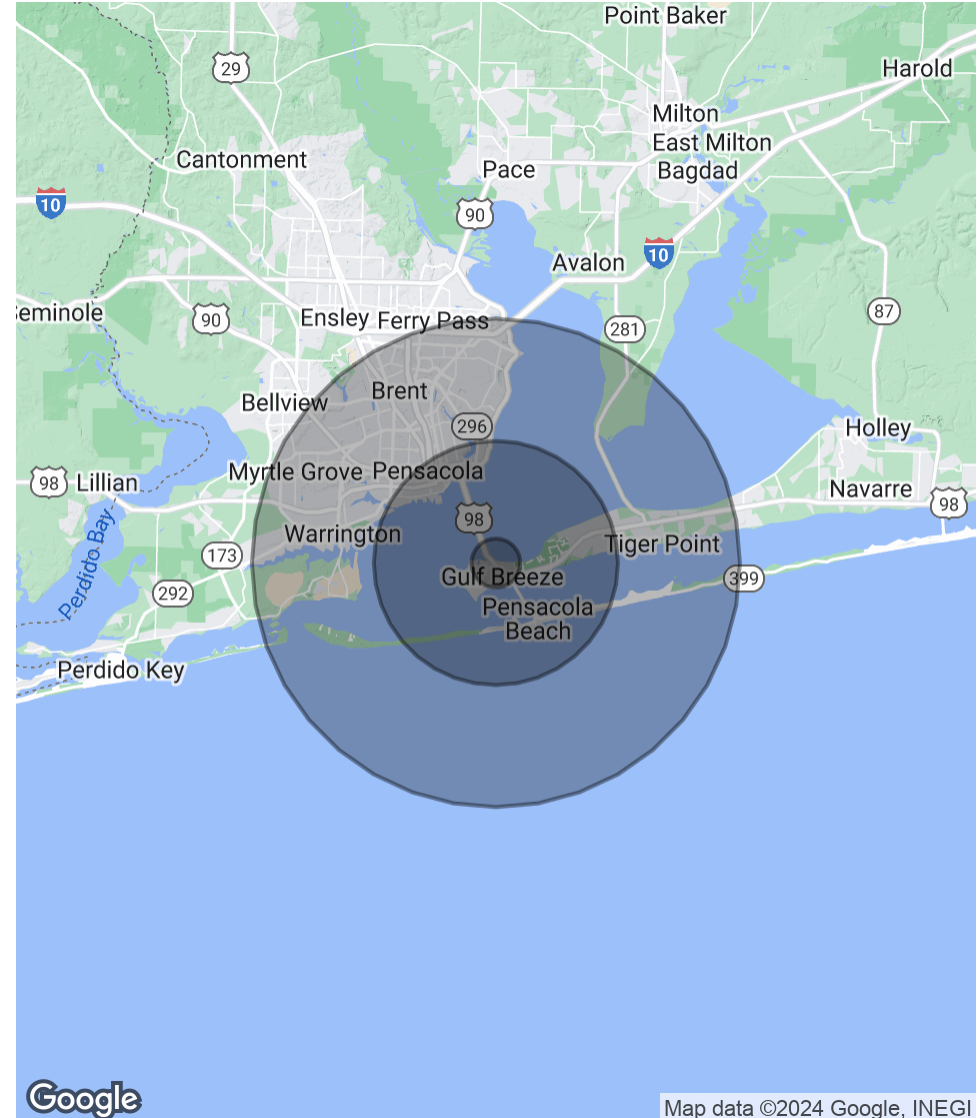 Point Baker
29
Harold
Milton
East Milton
Cantonment
Pace
Bagdad
10
90
Avalon
10
87
Seminole
90
Ensley
Ferry Pass
281
Brent
Bellview
296
Holley
Myrtle Grove
Pensacola
98
Lillian
Navarre
98
98
Warrington
Tiger Point
Perdido Bay
173
Gulf Breeze
399
292
Pensacola
Beach
Perdido Key
Google
Map data ©2024 Google, INEGI